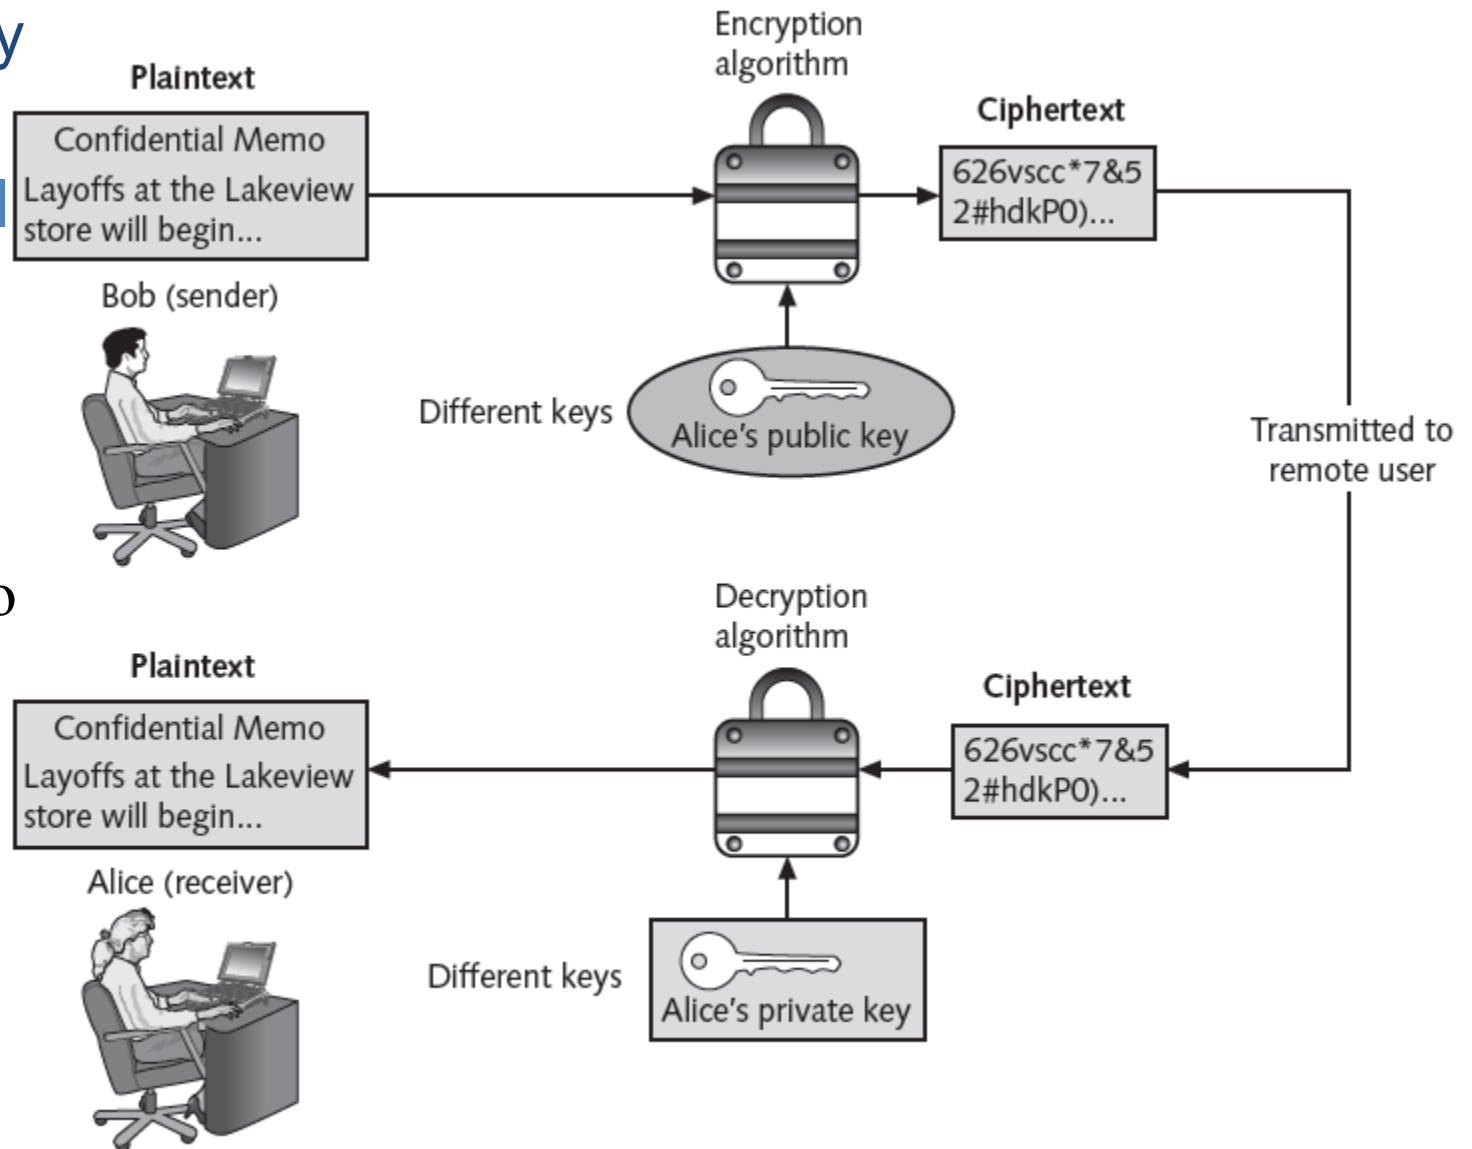 y
Encryption
algorithm
Plaintext
Ciphertext
Confidential Memo
Layoffs at the Lakeview
store will begin...
626vscc*7&5
2#hdkP0)...
Bob (sender)
Different keys
Alice's public key
Transmitted to
remote user
Decryption
algorithm
Plaintext
Ciphertext
Confidential Memo
Layoffs at the Lakeview
store will begin...
626vscc*7&5
2#hdkP0)...
Alice (receiver)
Different keys
Alice's private key